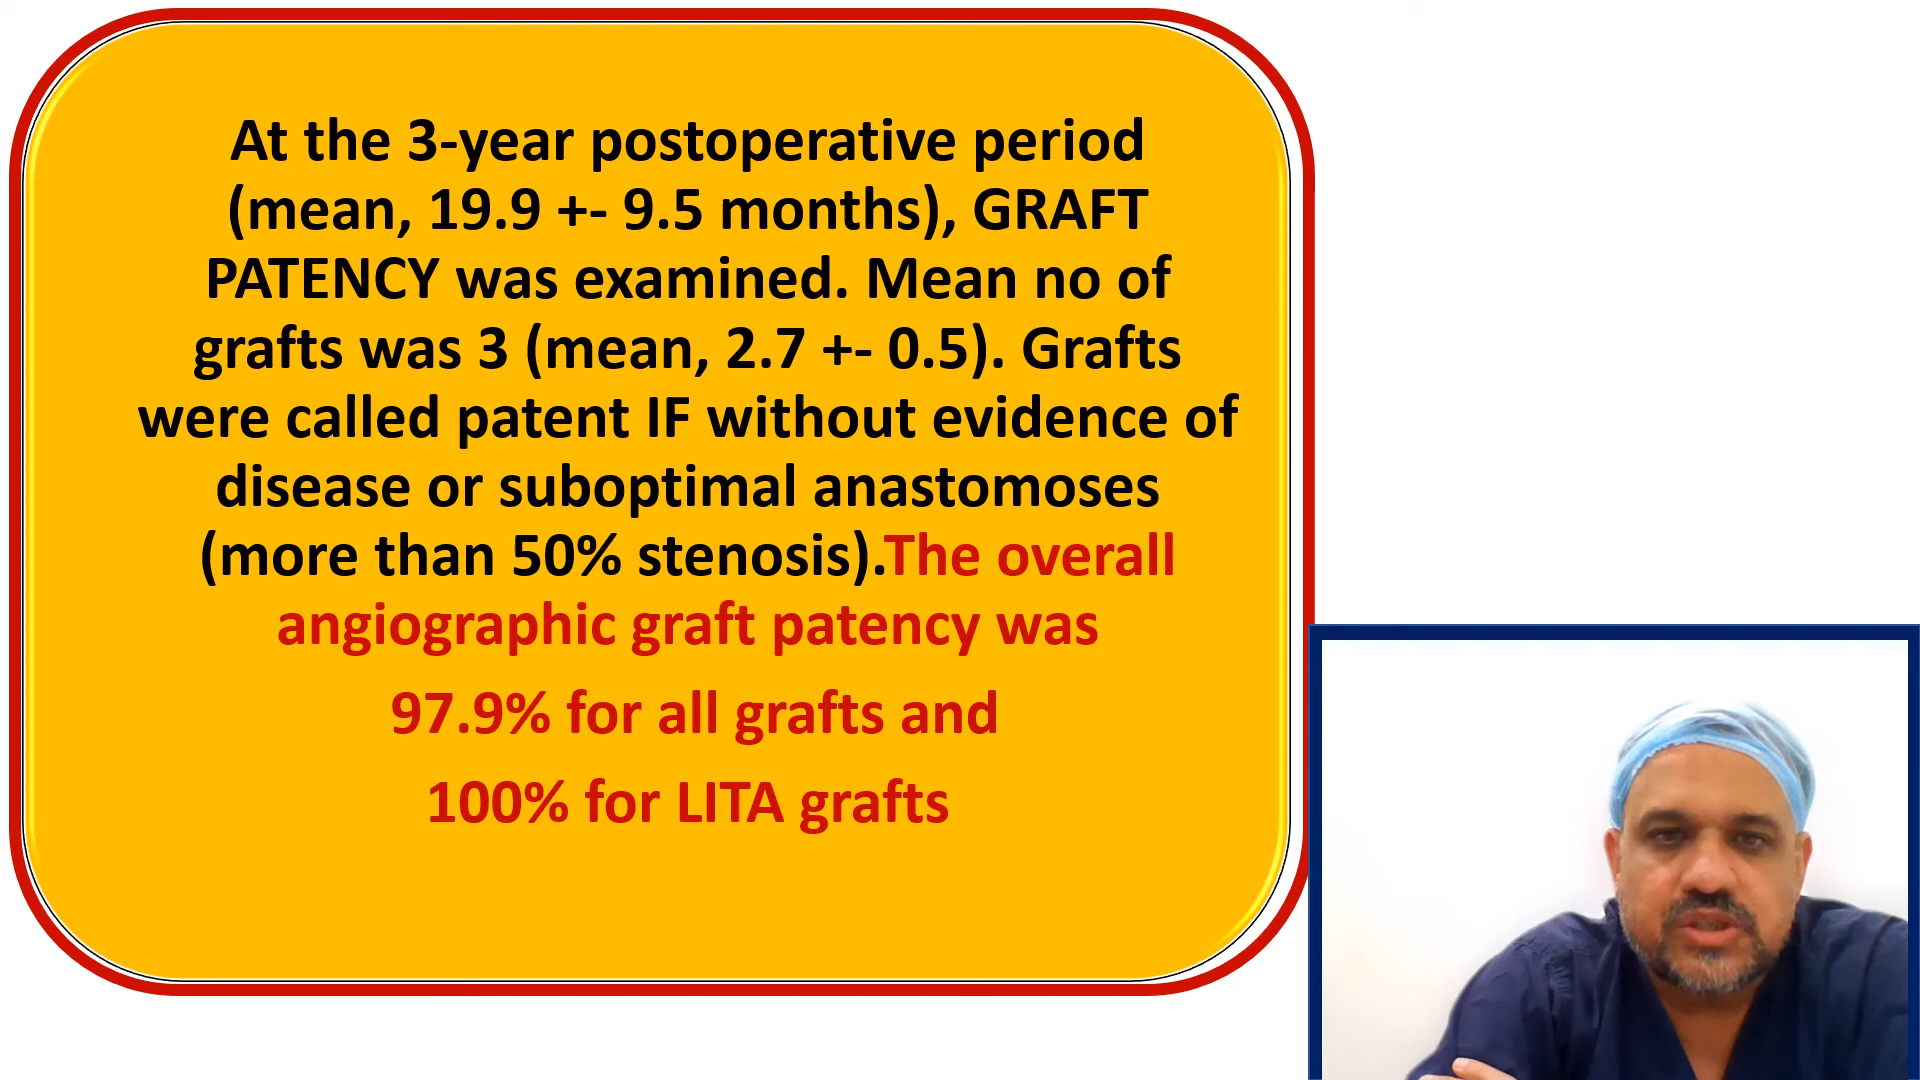 At the 3-year postoperative period
(mean, 19.9 +- 9.5 months), GRAFT
PATENCY was examined. Mean no of
grafts was 3 (mean, 2.7 +- 0.5). Grafts
were called patent IF without evidence of
disease or suboptimal anastomoses
(more than 50% stenosis).The overall
angiographic graft patency was
97.9% for all grafts and
100% for LITA grafts